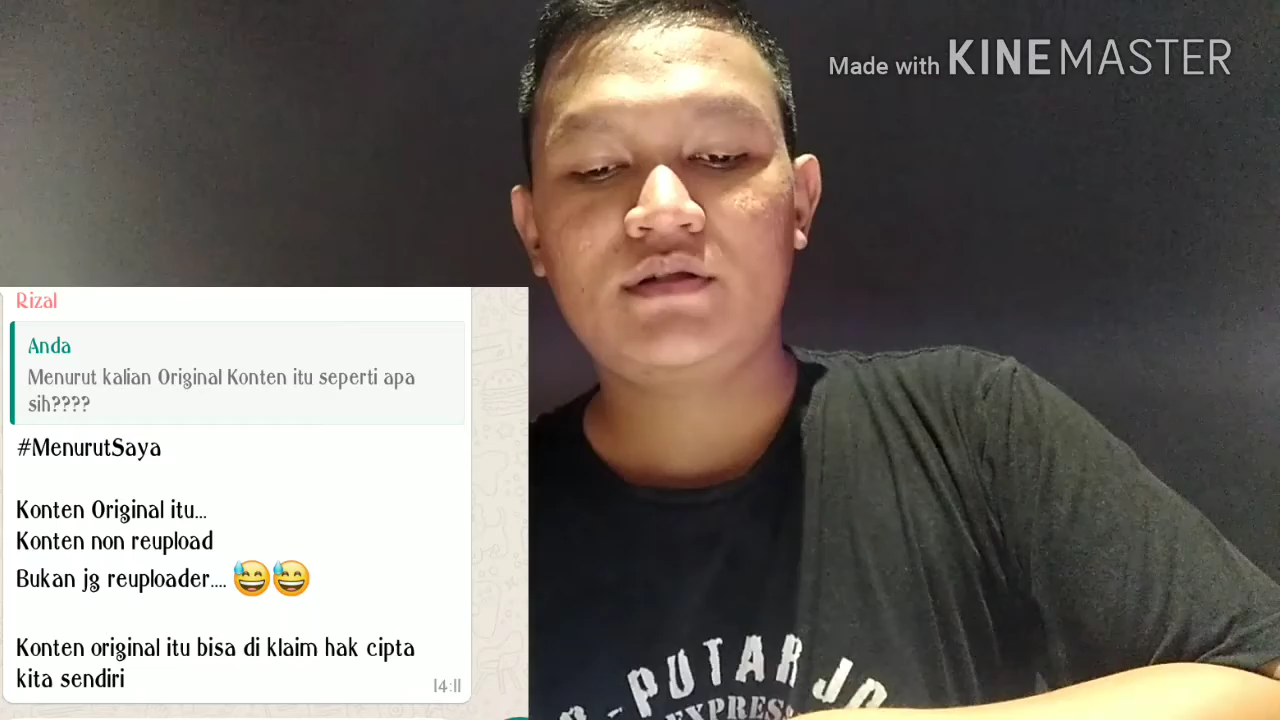 Made with KINEMASTER
Rizal
Anda
Menurut kalian Original Konten itu seperti apa
sih????
#MenurutSaya
Konten Original itu...
Konten non reupload
Bukan jg reuploader.... 😅😅
Konten original itu bisa di klaim hak cipta
kita sendiri
14:11
PUTAR JO
EXPRESS